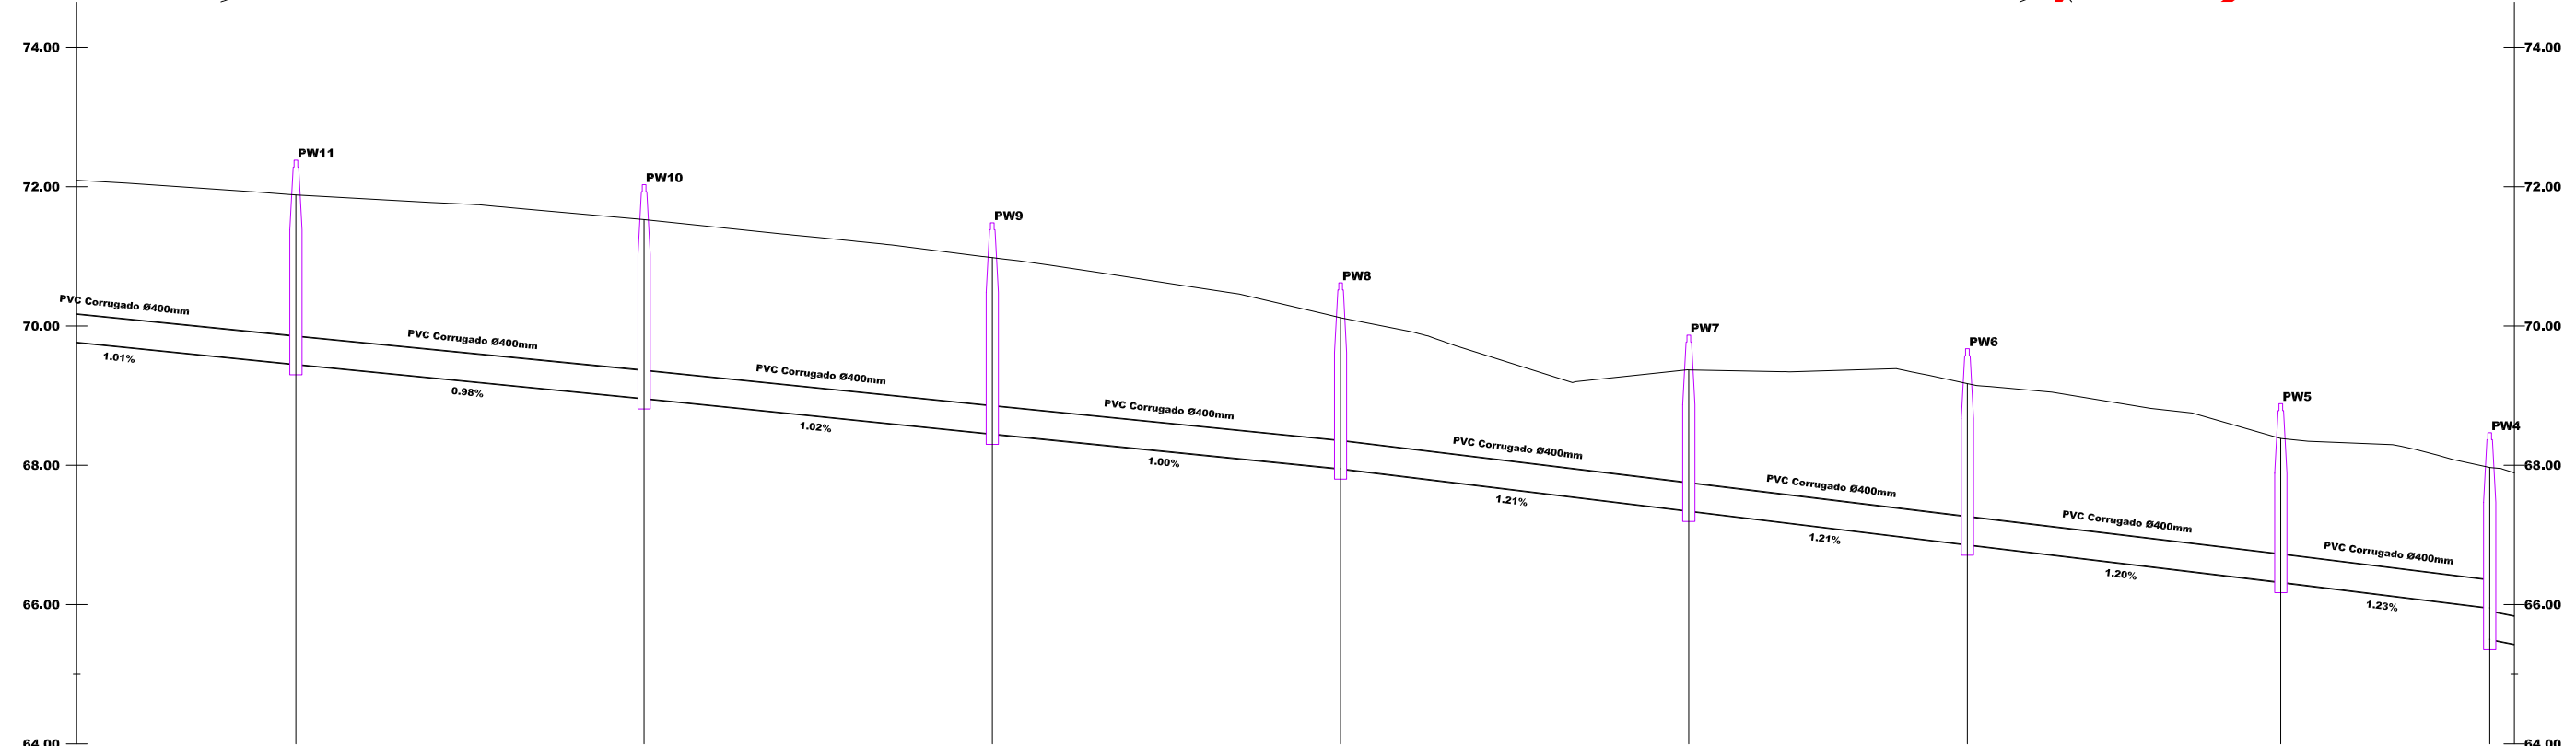 74.00
74.00
PW11
PW10
72.00
72.00
PW9
PW8
PVC Corrugado Ø400mm
70.00
70.00
PVC Corrugado Ø400mm
PW7
PW6
1.01%
PVC Corrugado Ø400mm
0.98%
PW5
PVC Corrugado Ø400mm
1.02%
PW4
PVC Corrugado Ø400mm
68.00
1.00%
68.00
PVC Corrugado Ø400mm
1.21%
PVC Corrugado Ø400mm
1.21%
PVC Corrugado Ø400mm
1.20%
66.00
1.23%
66.00
64.00
64.00